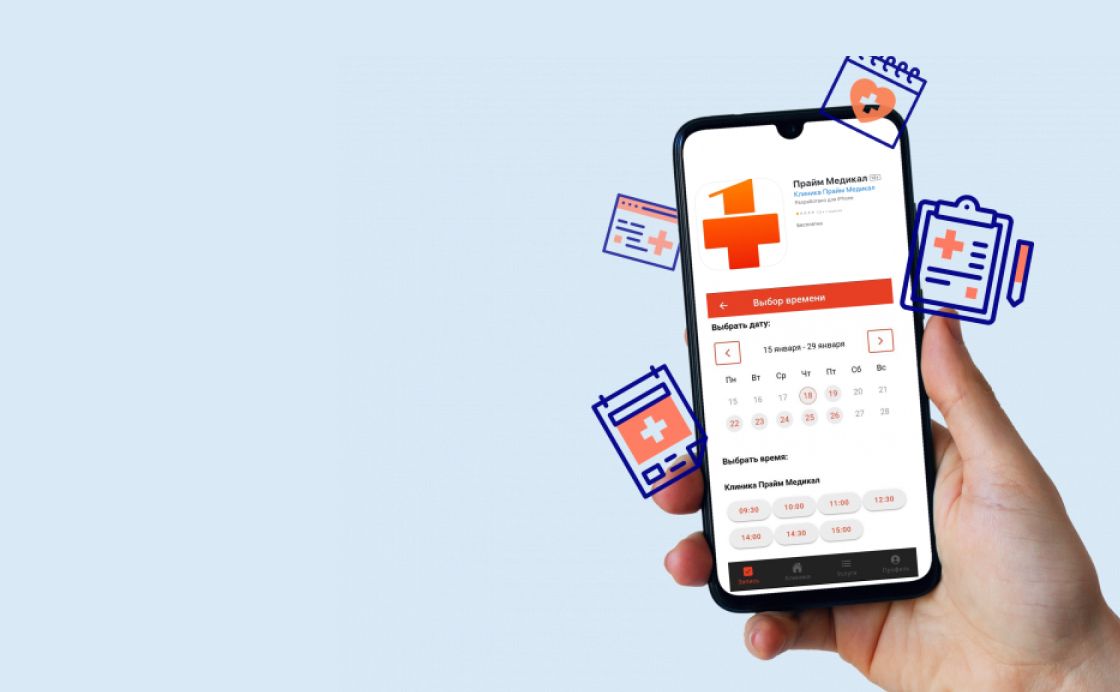 Прайм Медикал
Клиника Прайм Медикал
Разработано для iPhone
Бесплатно
Выбор времени
Выбрать дату:
15 января - 29 января
Пн Вт Ср Чт Пт Сб Вс
15 16 17 18 19 20 21
22 23 24 25 26 27 28
Выбрать время:
Клиника Прайм Медикал
09:30 10:00 11:00 12:30
14:00 14:30 15:00
Запись Клиника Услуги Профиль